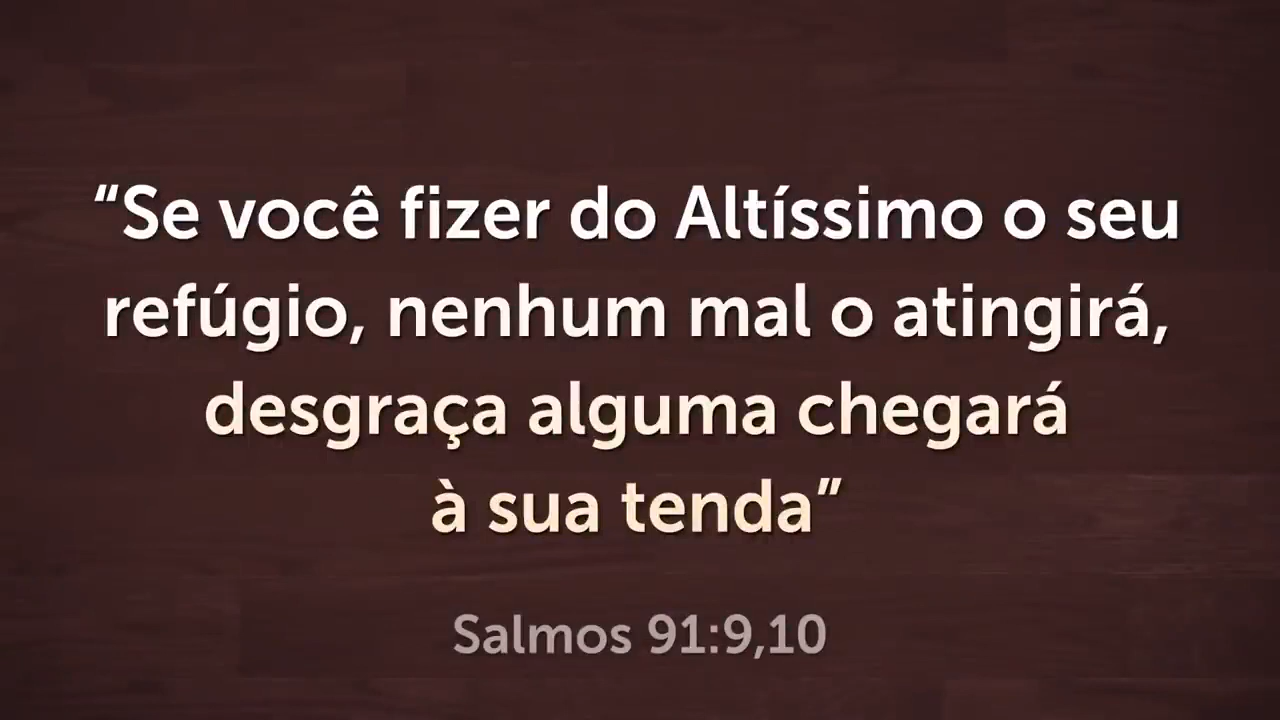 “Se você fizer do Altíssimo o seu
refúgio, nenhum mal o atingirá,
desgraça alguma chegará
à sua tenda”
Salmos 91:9,10